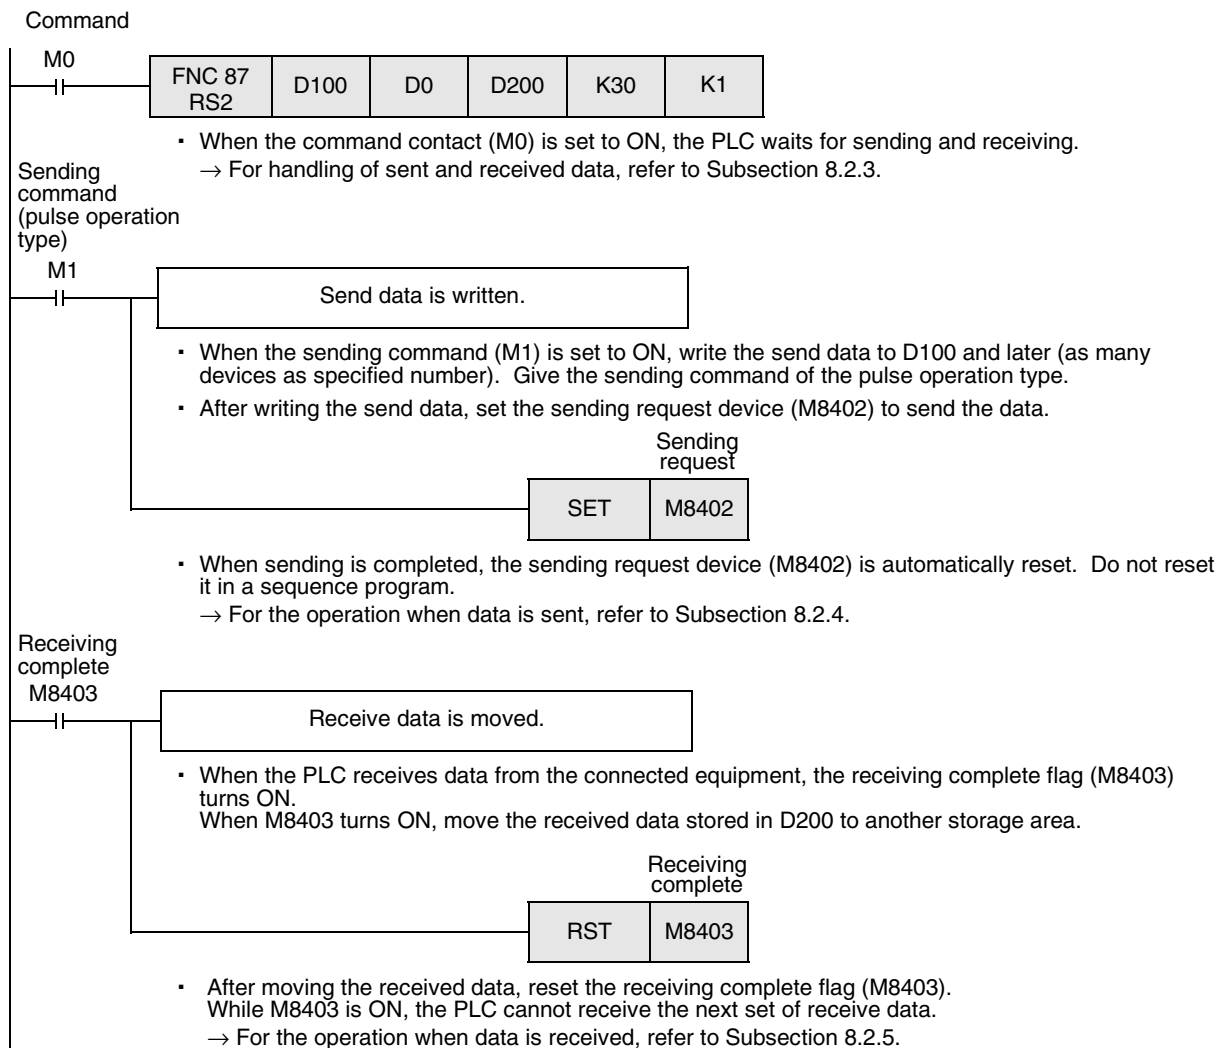 Command
M0
FNC 87
RS2
D100
D0
D200
K30
K1
▪ When the command contact (M0) is set to ON, the PLC waits for sending and receiving.
→ For handling of sent and received data, refer to Subsection 8.2.3.
Sending
command
(pulse operation
type)
M1
Send data is written.
▪ When the sending command (M1) is set to ON, write the send data to D100 and later (as many
devices as specified number). Give the sending command of the pulse operation type.
▪ After writing the send data, set the sending request device (M8402) to send the data.
Sending
request
SET
M8402
▪ When sending is completed, the sending request device (M8402) is automatically reset. Do not reset
it in a sequence program.
→ For the operation when data is sent, refer to Subsection 8.2.4.
Receiving
complete
M8403
Receive data is moved.
▪ When the PLC receives data from the connected equipment, the receiving complete flag (M8403)
turns ON.
When M8403 turns ON, move the received data stored in D200 to another storage area.
Receiving
complete
RST
M8403
▪ After moving the received data, reset the receiving complete flag (M8403).
While M8403 is ON, the PLC cannot receive the next set of receive data.
→ For the operation when data is received, refer to Subsection 8.2.5.